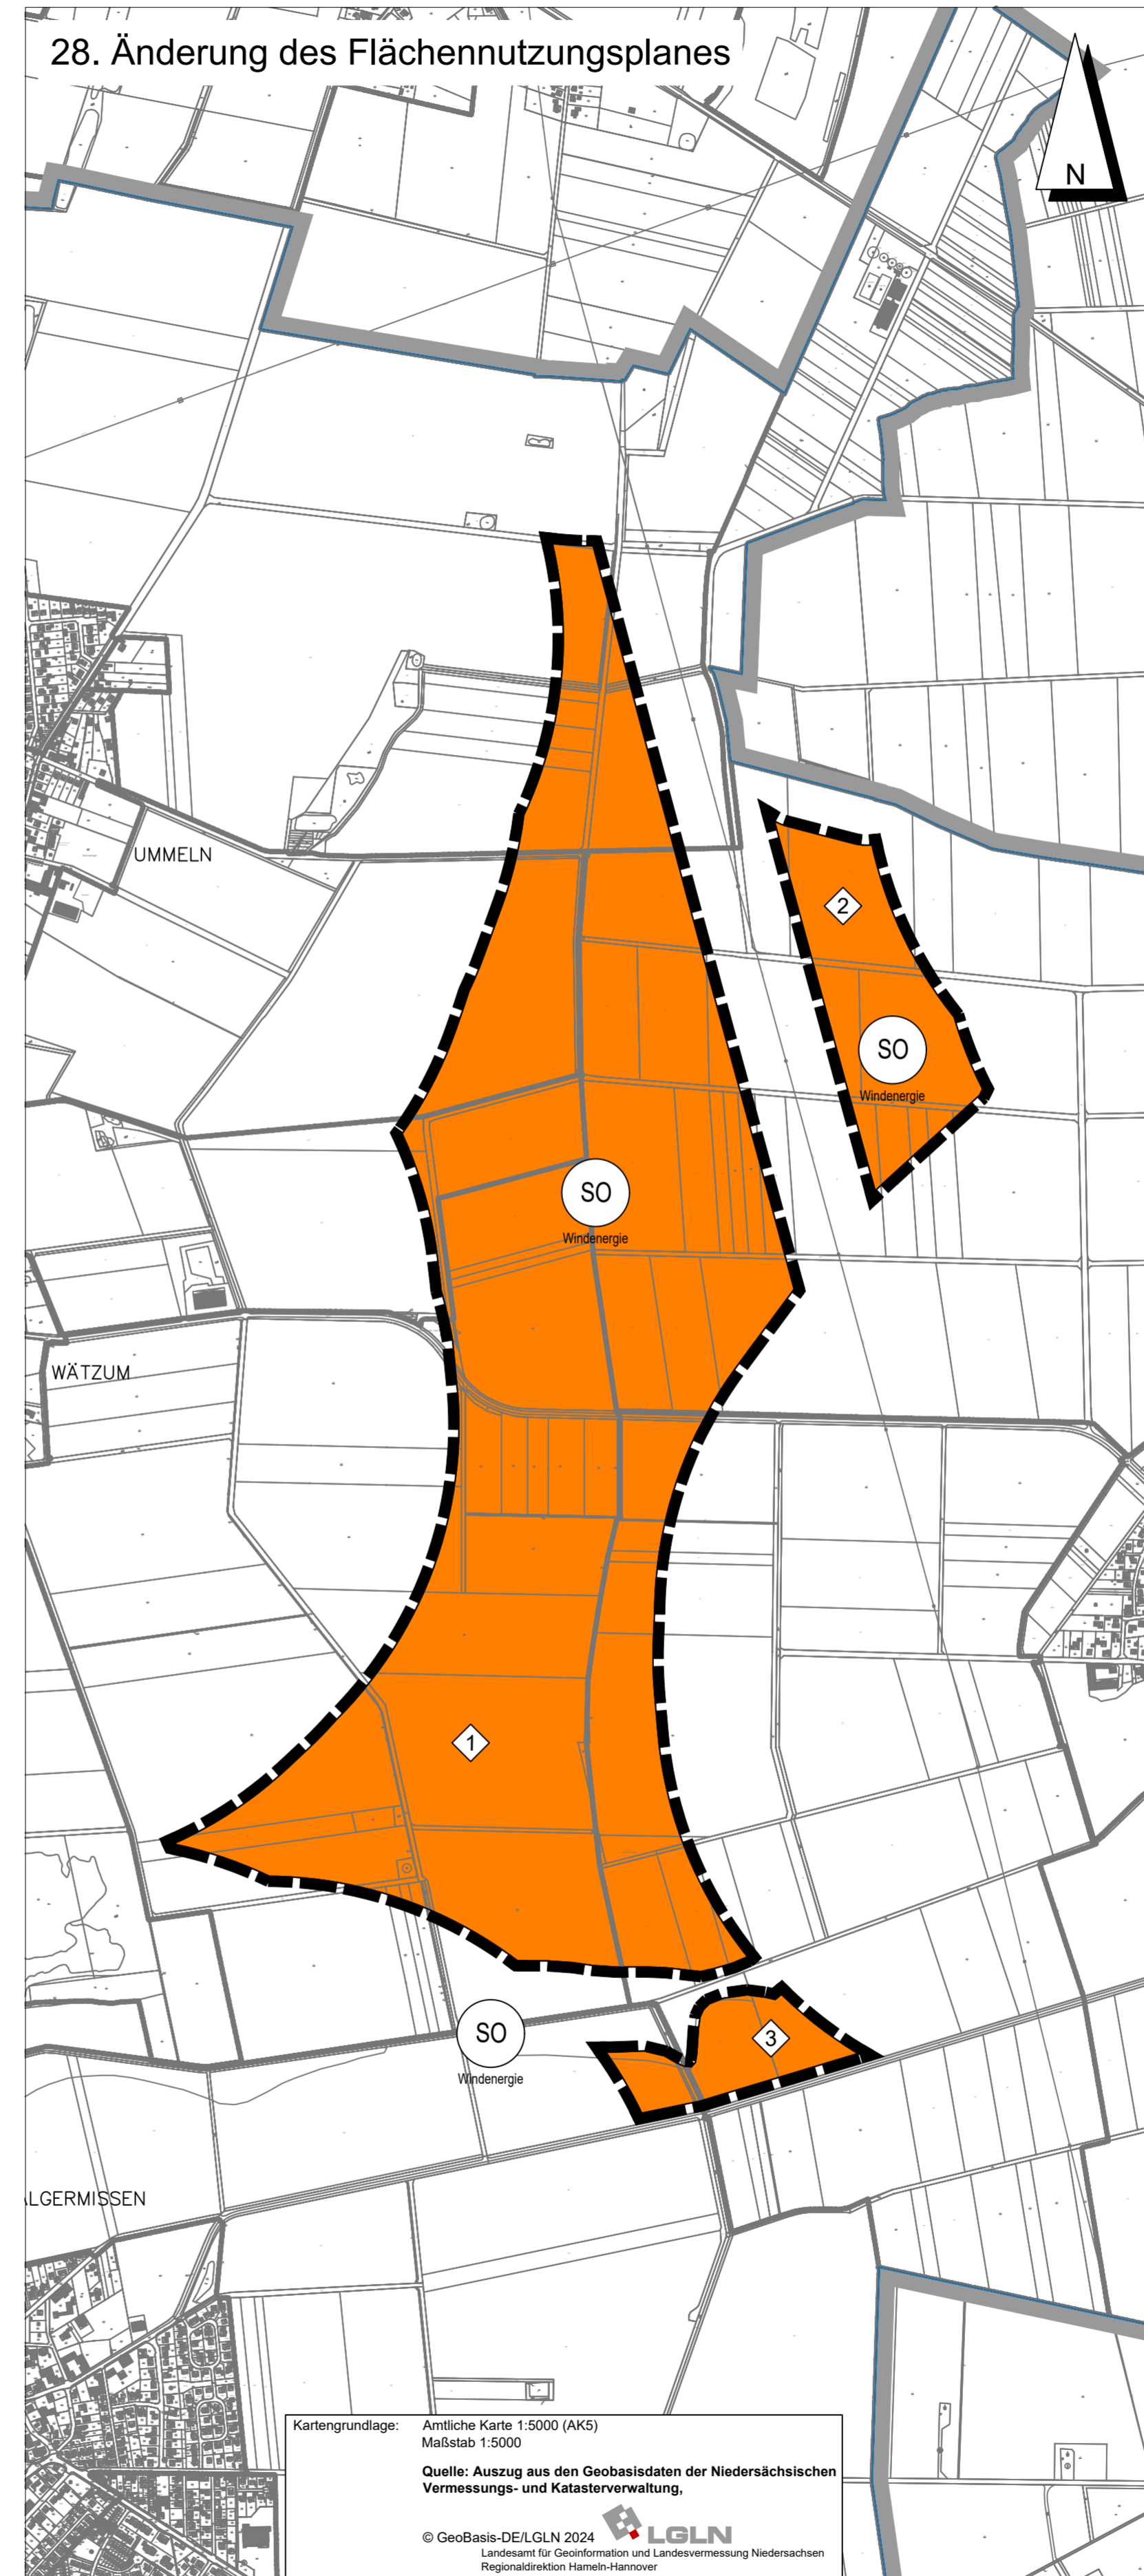 28. Änderung des Flächennutzungsplanes
N
UMMELN
2
SO
Windenergie
SO
Windenergie
WÄTZUM
1
SO
Windenergie
3
LGERMISSEN
Kartengrundlage: Amtliche Karte 1:5000 (AK5)
Maßstab 1:5000
Quelle: Auszug aus den Geobasisdaten der Niedersächsischen
Vermessungs- und Katasterverwaltung,
© GeoBasis-DE/LGLN 2024 LGLN
Landesamt für Geoinformation und Landesvermessung Niedersachsen
Regionaldirektion Hameln-Hannover